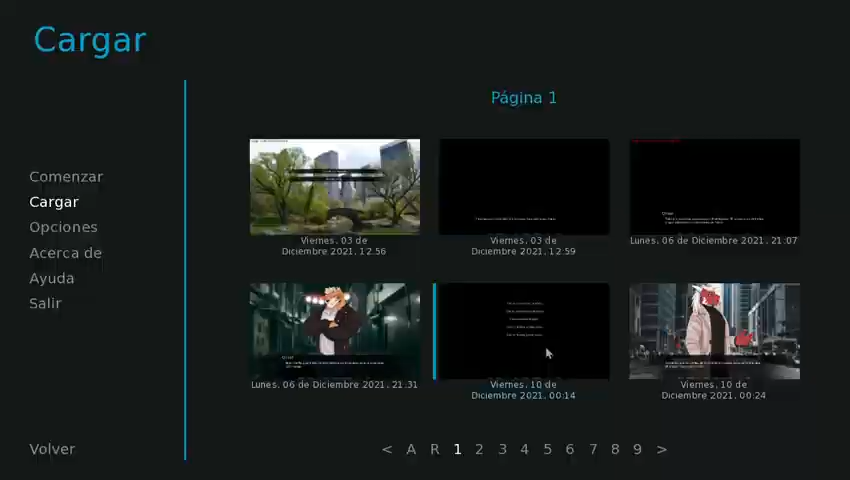 Cargar
Página 1
Comenzar
Cargar
Opciones
Acerca de
Ayuda
Salir
Volver
Viernes, 03 de
Diciembre 2021, 12:56
Viernes, 03 de
Diciembre 2021, 12:59
Lunes, 06 de Diciembre 2021, 21:07
Lunes, 06 de Diciembre 2021, 21:31
Viernes, 10 de
Diciembre 2021, 00:14
Viernes, 10 de
Diciembre 2021, 00:24
< A R 1 2 3 4 5 6 7 8 9 >